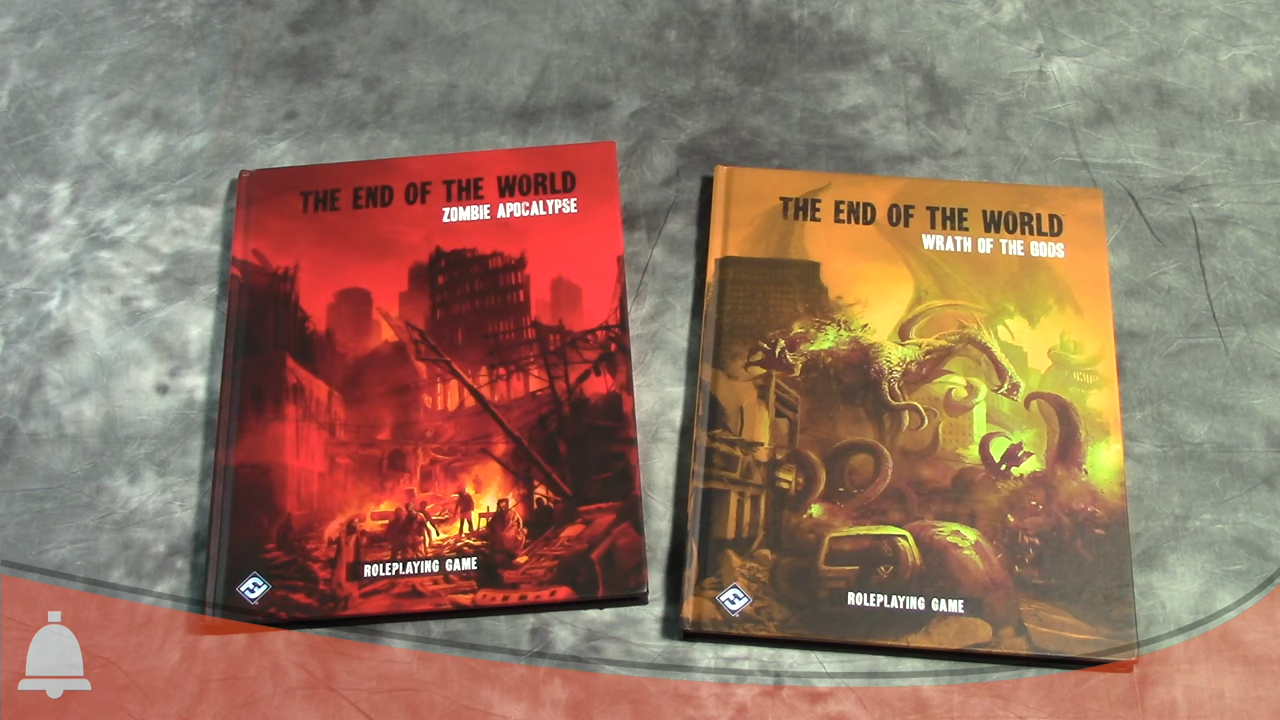 THE END OF THE WORLD
ZOMBIE APOCALYPSE
ROLEPLAYING GAME
THE END OF THE WORLD
WRATH OF THE GODS
ROLEPLAYING GAME